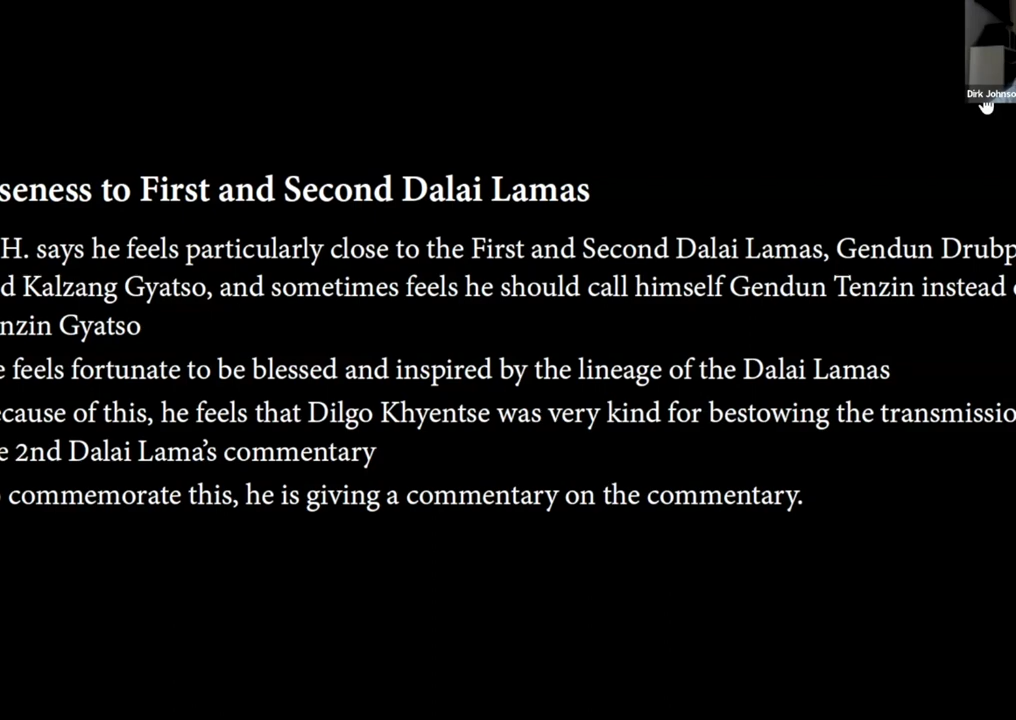 Dirk Johnso
seness to First and Second Dalai Lamas
H. says he feels particularly close to the First and Second Dalai Lamas, Gendun Drubp
d Kalzang Gyatso, and sometimes feels he should call himself Gendun Tenzin instead
nzin Gyatso
e feels fortunate to be blessed and inspired by the lineage of the Dalai Lamas
ecause of this, he feels that Dilgo Khyentse was very kind for bestowing the transmissio
e 2nd Dalai Lama’s commentary
commemorate this, he is giving a commentary on the commentary.